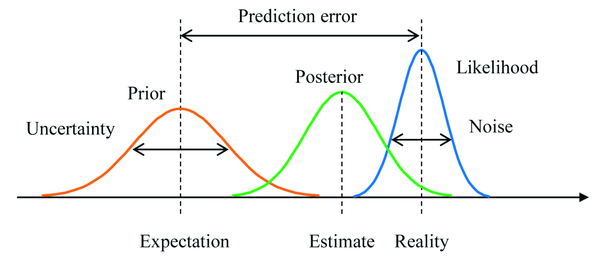 Prediction error
Likelihood
Posterior
Prior
Uncertainty
Noise
Expectation
Estimate
Reality